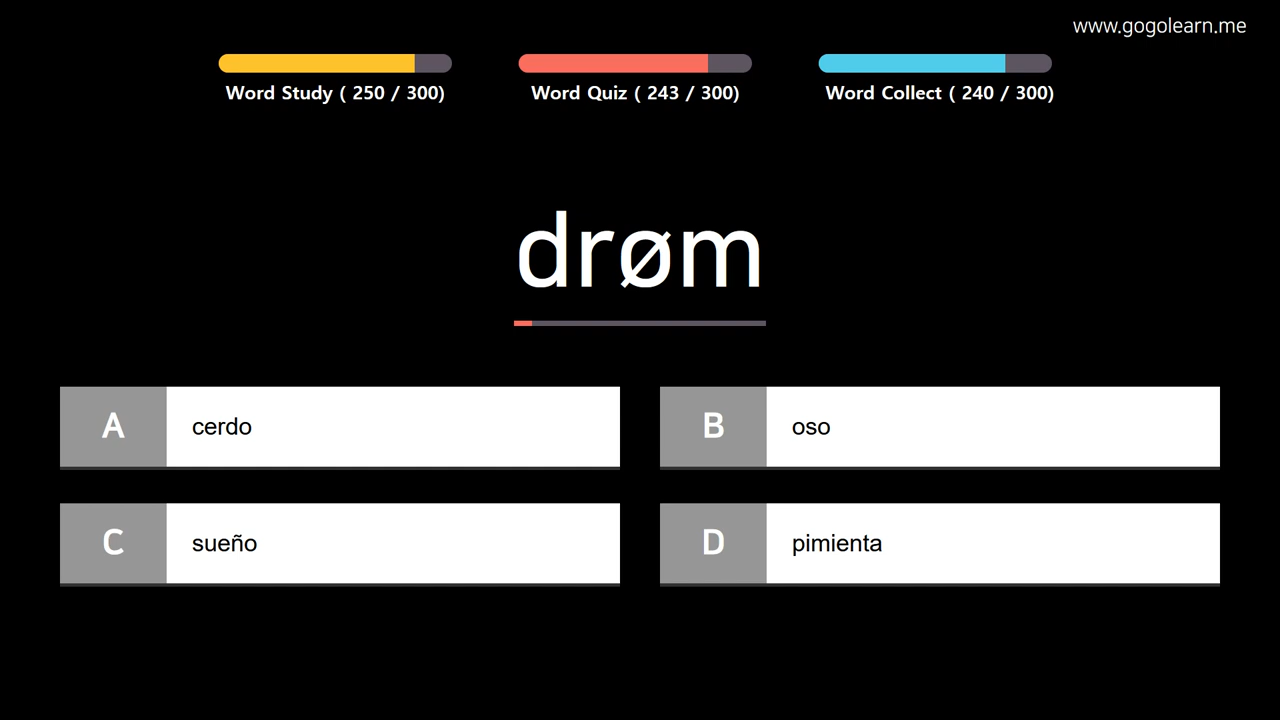 www.gogolearn.me
Word Study ( 250 / 300)
Word Quiz ( 243 / 300)
Word Collect ( 240 / 300)
drøm
A
cerdo
B
oso
C
sueño
D
pimienta